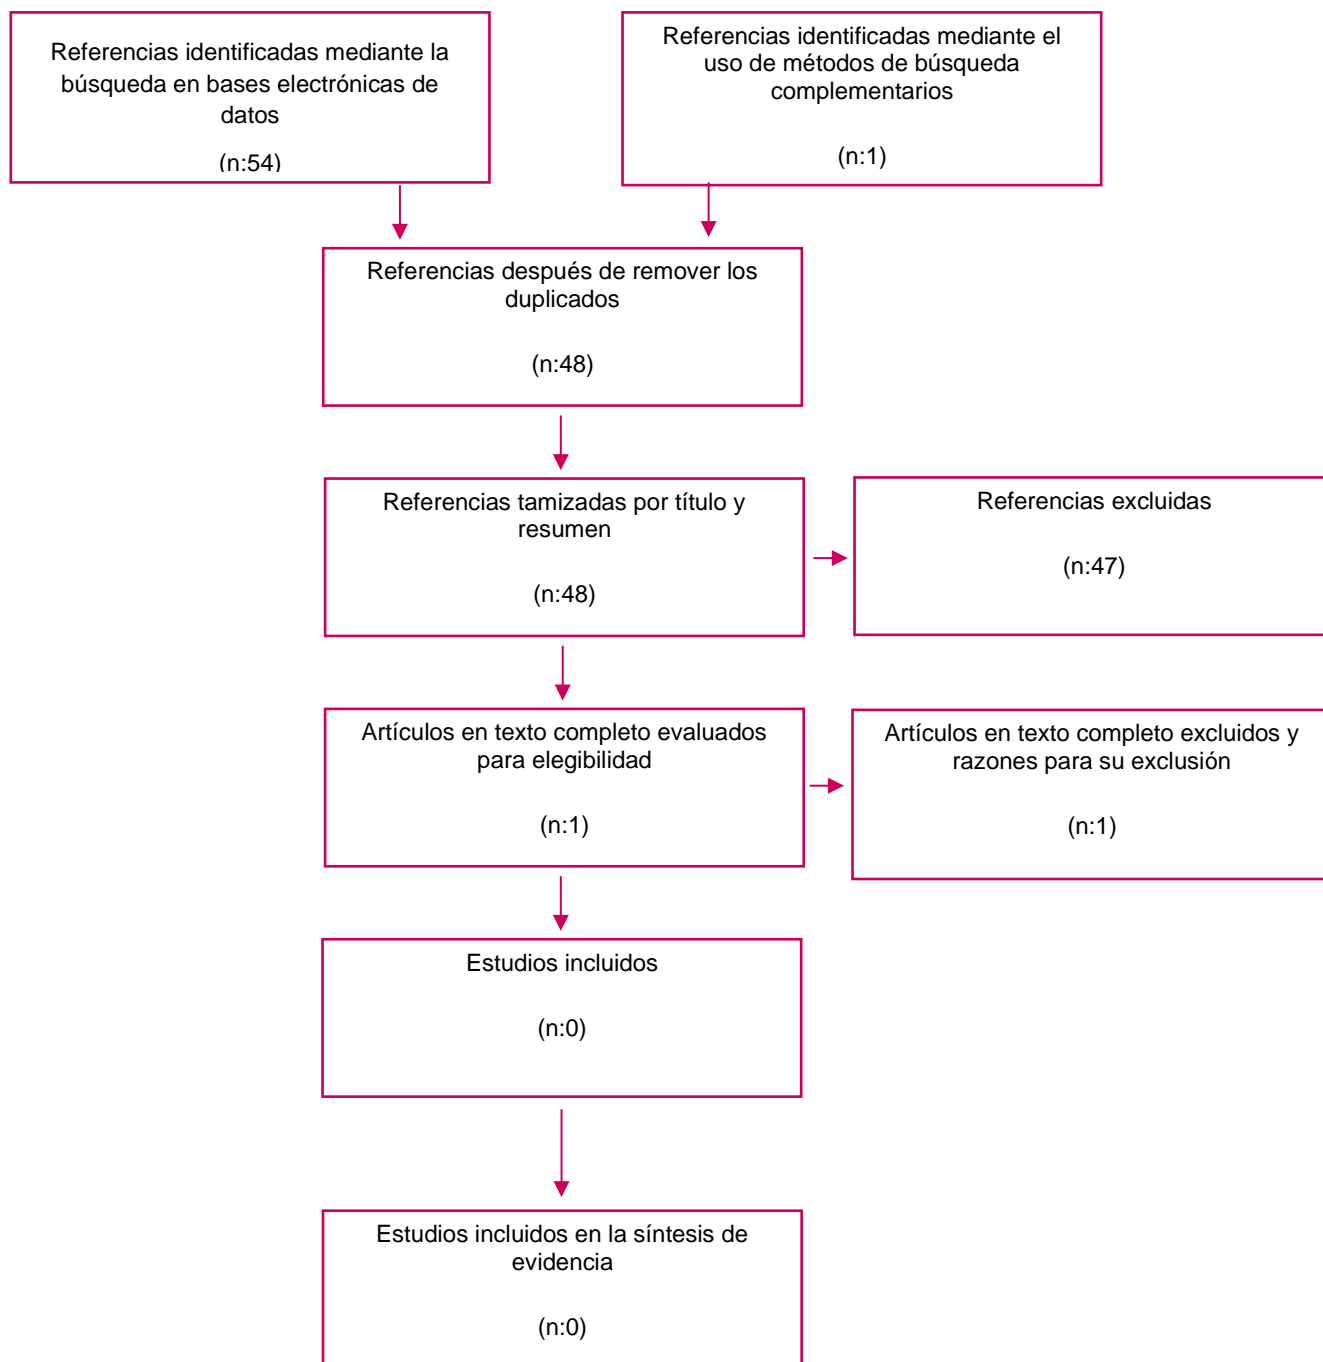 Referencias identificadas mediante la
búsqueda en bases electrónicas de
datos
(n:54)
Referencias identificadas mediante el
uso de métodos de búsqueda
complementarios
(n:1)
Referencias después de remover los
duplicados
(n:48)
Referencias tamizadas por título y
resumen
(n:48)
Referencias excluidas
(n:47)
Artículos en texto completo evaluados
para elegibilidad
(n:1)
Artículos en texto completo excluidos y
razones para su exclusión
(n:1)
Estudios incluidos
(n:0)
Estudios incluidos en la síntesis de
evidencia
(n:0)